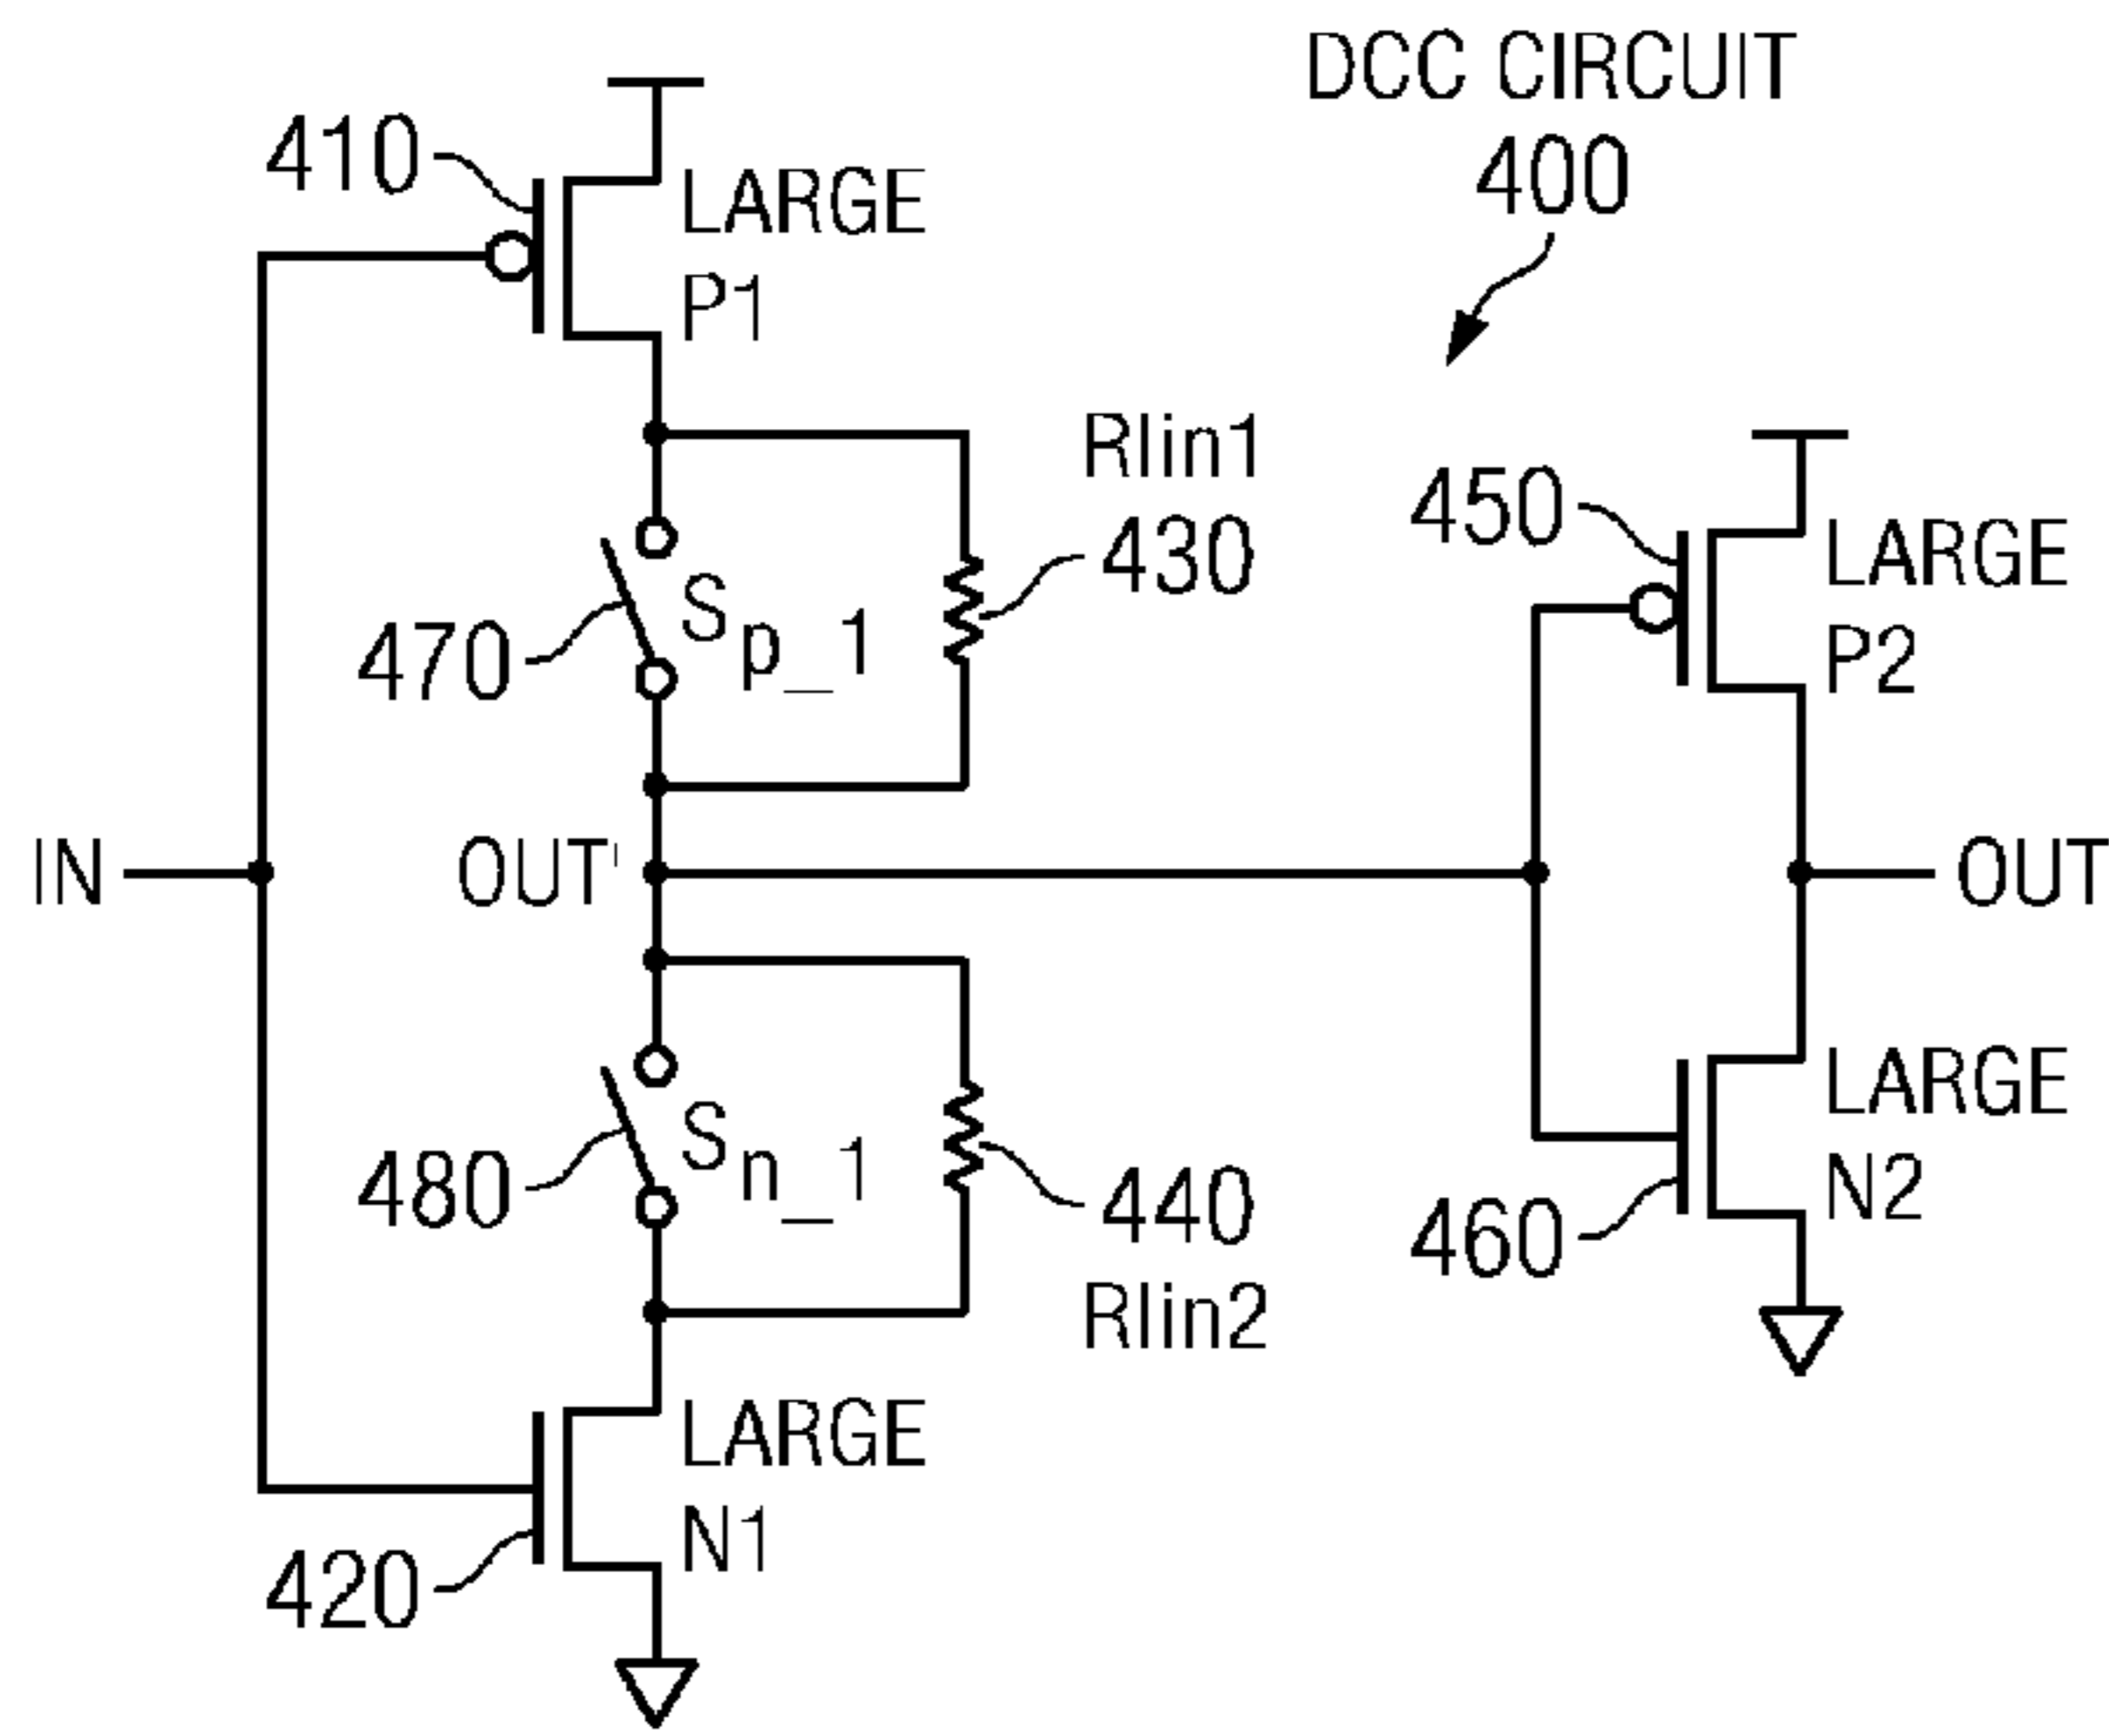 DCC CIRCUIT
400
410
LARGE
P1
Rlin1
430
470
Sp_1
450
LARGE
P2
IN
OUT'
OUT
480
Sn_1
440
Rlin2
LARGE
N2
460
LARGE
N1
420